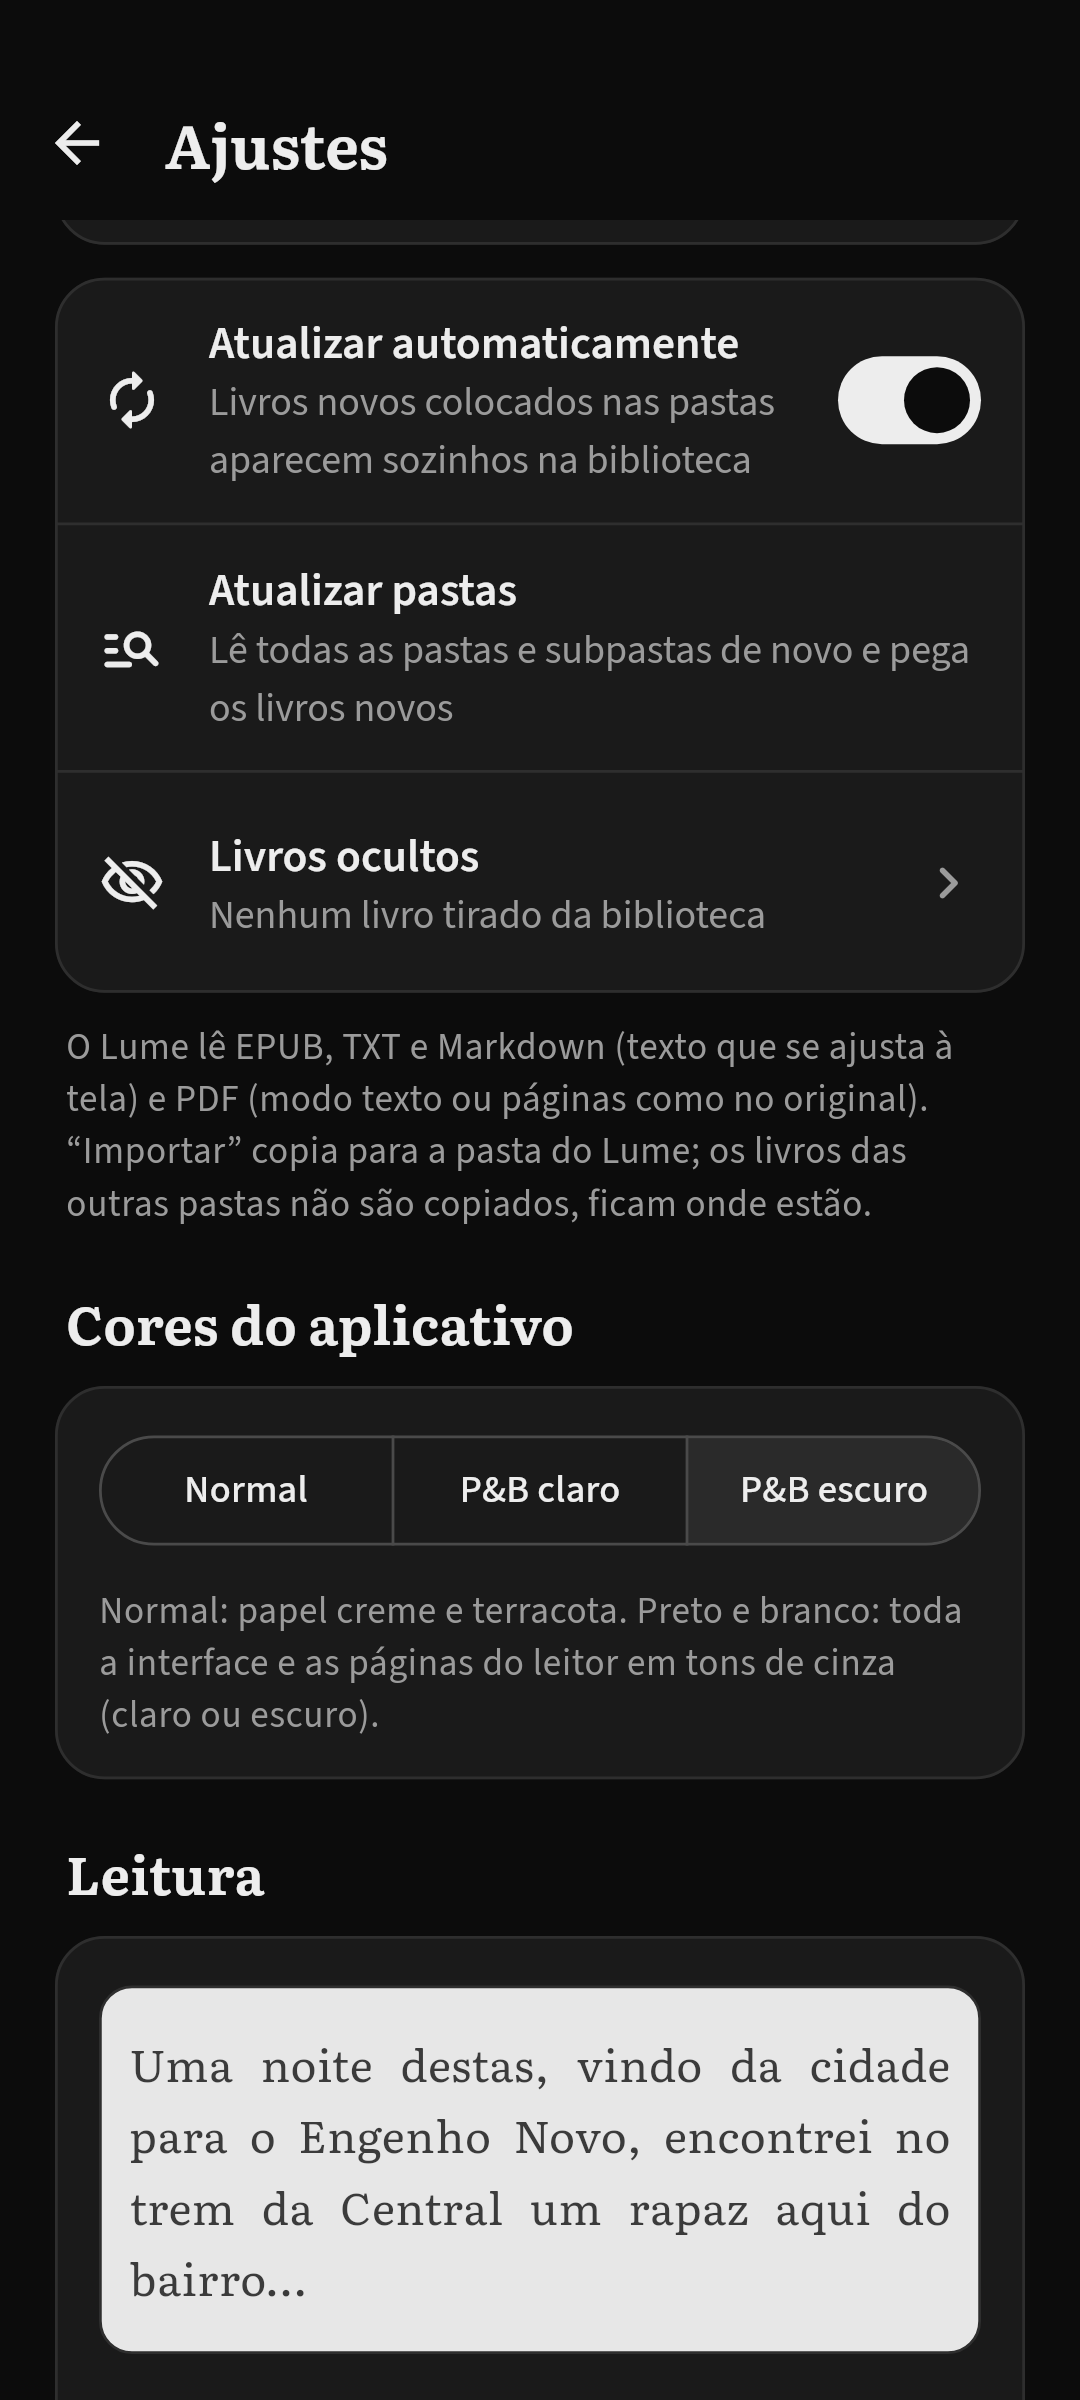 Ajustes
Atualizar automaticamente
Livros novos colocados nas pastas
aparecem sozinhos na biblioteca
Atualizar pastas
Lê todas as pastas e subpastas de novo e pega
os livros novos
Livros ocultos
Nenhum livro tirado da biblioteca
O Lume lê EPUB, TXT e Markdown (texto que se ajusta à
tela) e PDF (modo texto ou páginas como no original).
“Importar” copia para a pasta do Lume; os livros das
outras pastas não são copiados, ficam onde estão.
Cores do aplicativo
Normal P&B claro P&B escuro
Normal: papel creme e terracota. Preto e branco: toda
a interface e as páginas do leitor em tons de cinza
(claro ou escuro).
Leitura
Uma noite destas, vindo da cidade
para o Engenho Novo, encontrei no
trem da Central um rapaz aqui do
bairro...